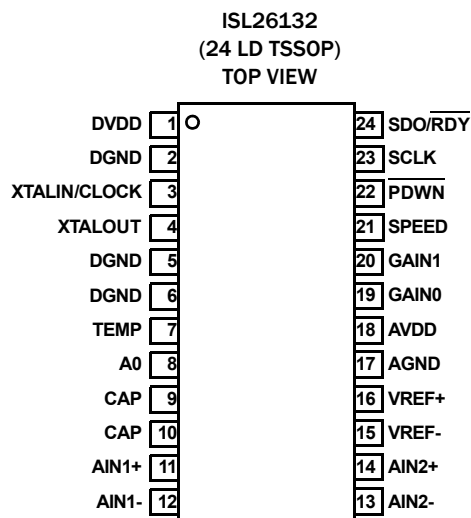 ISL26132
(24 LD TSSOP)
TOP VIEW
DVDD 1 24 SDO/RDY
DGND 2 23 SCLK
XTALIN/CLOCK 3 22 PDWN
XTALOUT 4 21 SPEED
DGND 5 20 GAIN1
DGND 6 19 GAIN0
TEMP 7 18 AVDD
A0 8 17 AGND
CAP 9 16 VREF+
CAP 10 15 VREF-
AIN1+ 11 14 AIN2+
AIN1- 12 13 AIN2-